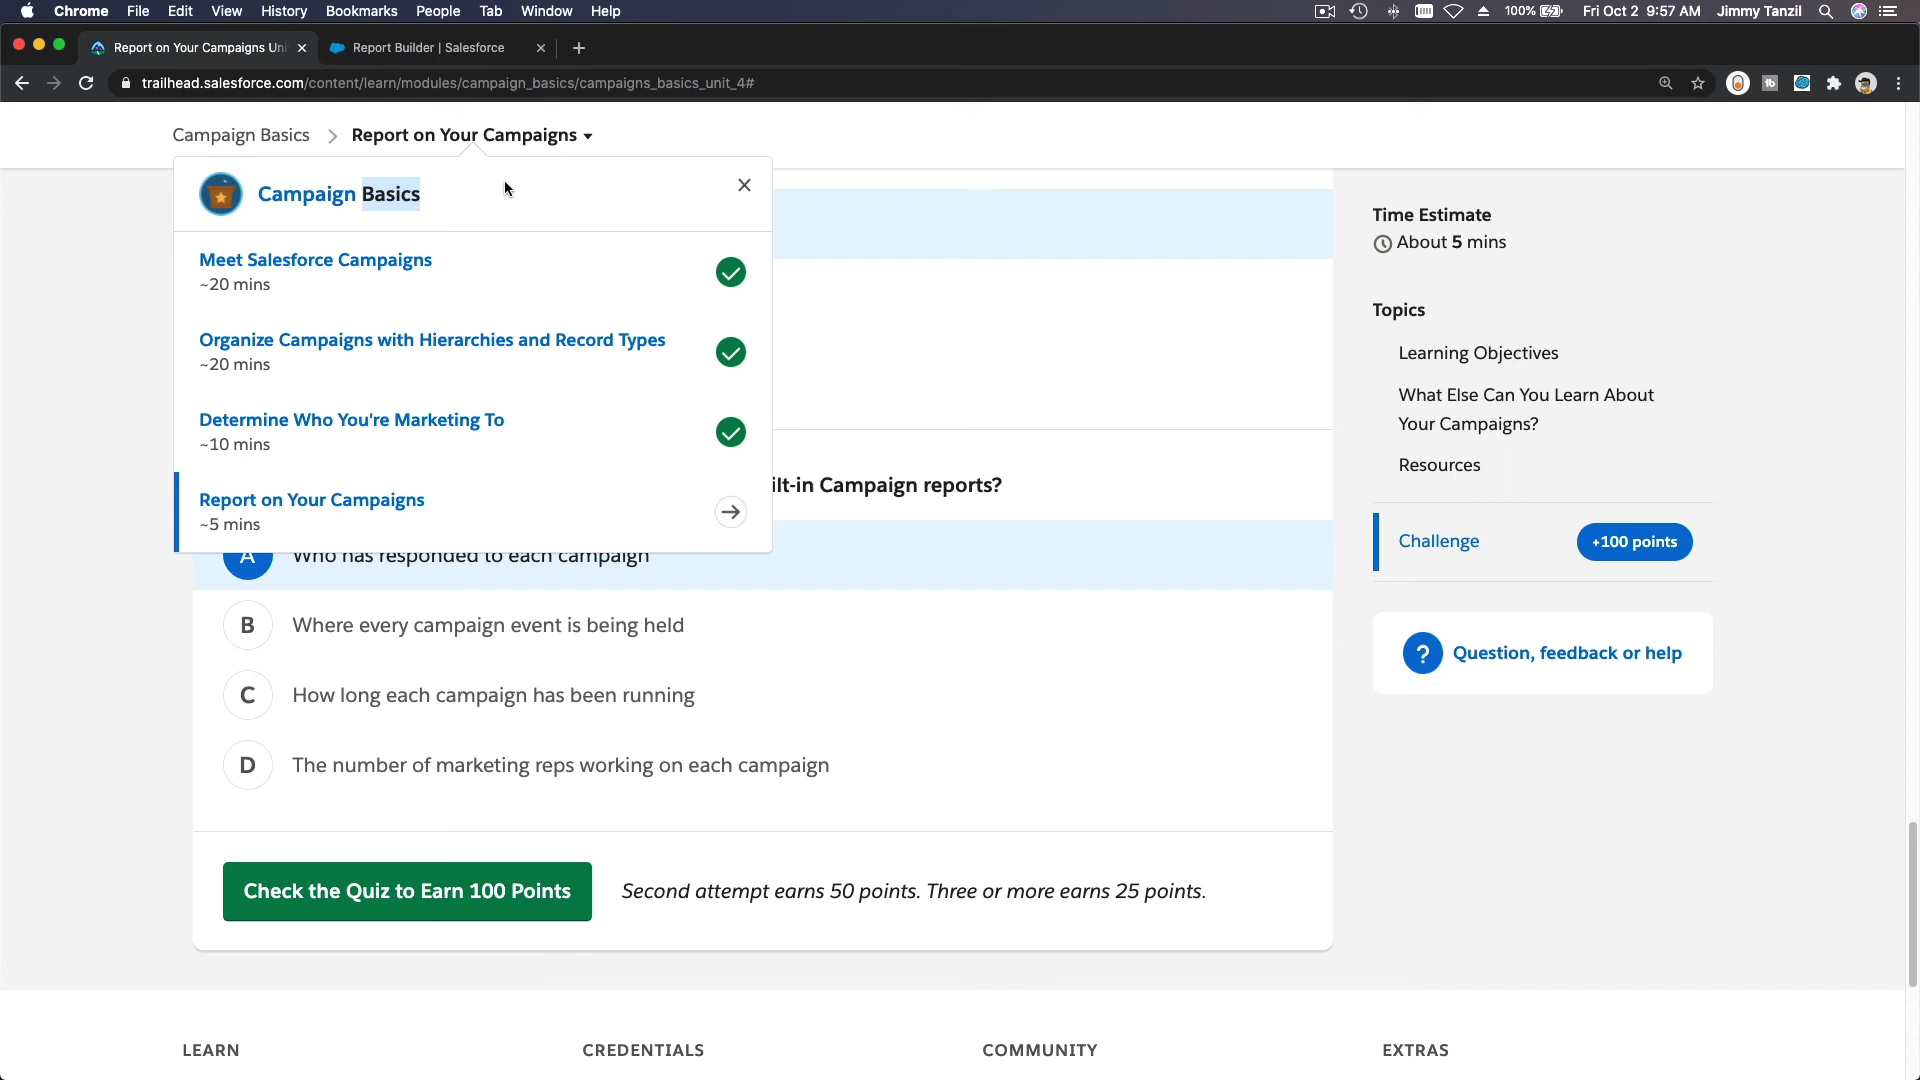 Chrome File Edit View History Bookmarks People Tab Window Help 100% Fri Oct 2 9:57 AM Jimmy Tanzil
Report on Your Campaigns Uni Report Builder | Salesforce
trailhead.salesforce.com/content/learn/modules/campaign_basics/campaigns_basics_unit_4#
Campaign Basics Report on Your Campaigns
Campaign Basics
Meet Salesforce Campaigns
~20 mins
Organize Campaigns with Hierarchies and Record Types
~20 mins
Determine Who You're Marketing To
~10 mins
Report on Your Campaigns
~5 mins
ilt-in Campaign reports?
A Who has responded to each campaign
B Where every campaign event is being held
C How long each campaign has been running
D The number of marketing reps working on each campaign
Check the Quiz to Earn 100 Points Second attempt earns 50 points. Three or more earns 25 points.
Time Estimate
About 5 mins
Topics
Learning Objectives
What Else Can You Learn About
Your Campaigns?
Resources
Challenge +100 points
? Question, feedback or help
LEARN CREDENTIALS COMMUNITY EXTRAS